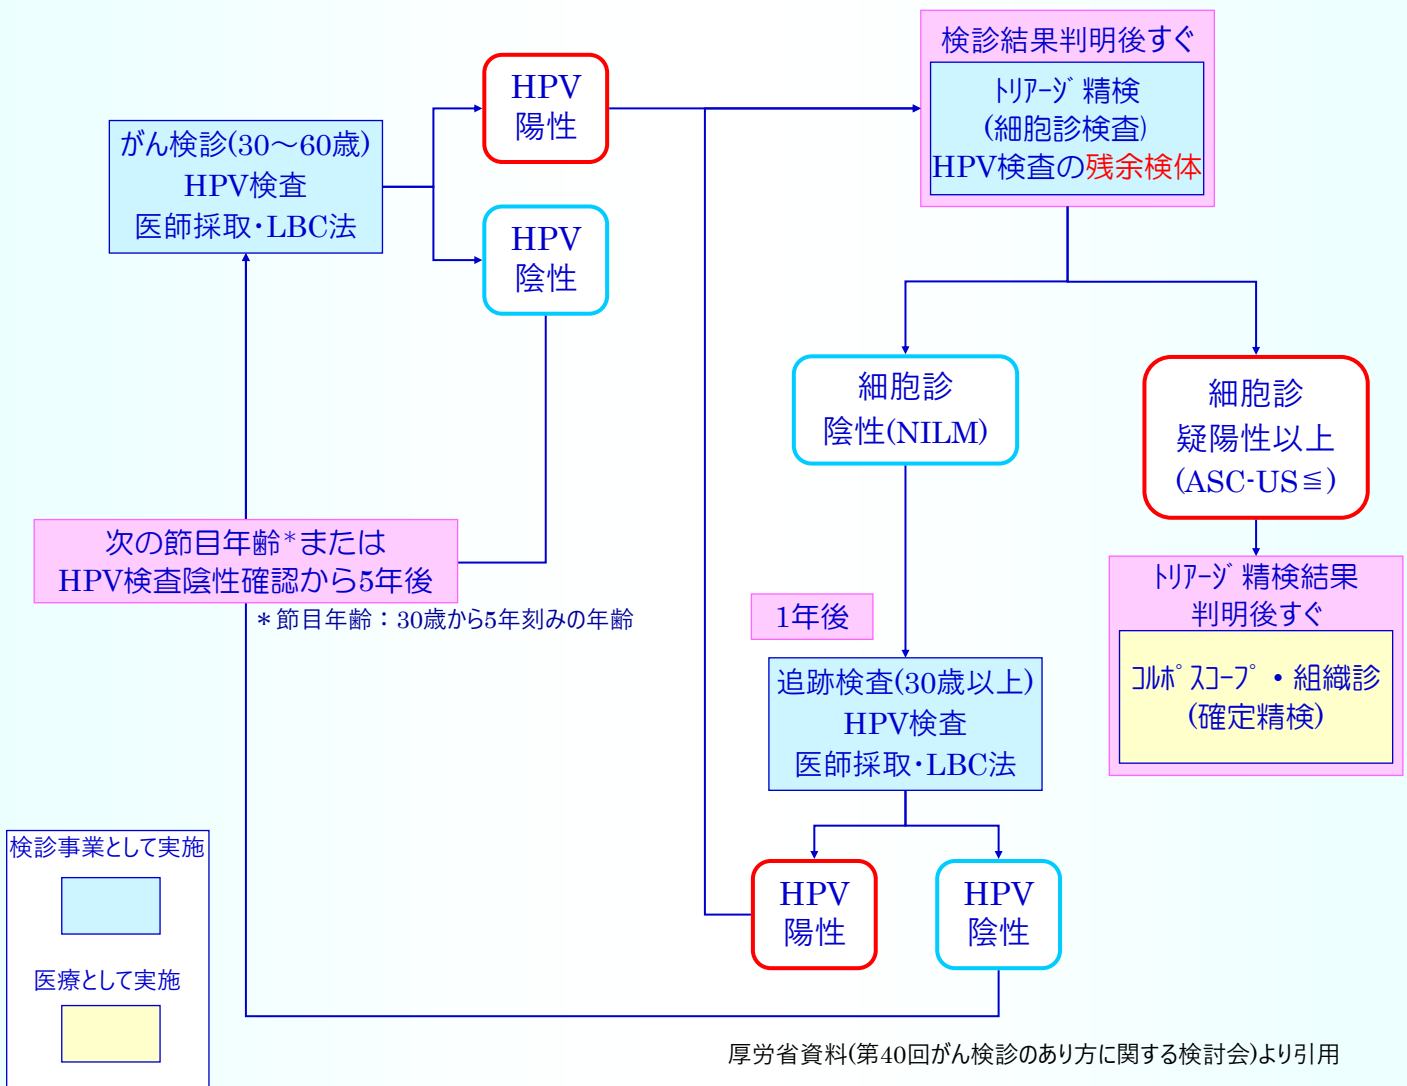 検診結果判明後すぐ
トリアージ精検
(細胞診検査)
HPV検査の残余検体
HPV
陽性
がん検診(30～60歳)
HPV検査
医師採取・LBC法
HPV
陰性
細胞診
陰性(NILM)
細胞診
疑陽性以上
(ASC-US≦)
次の節目年齢*または
HPV検査陰性確認から5年後
＊節目年齢：30歳から5年刻みの年齢
1年後
トリアージ精検結果
判明後すぐ
コルポスコープ・組織診
(確定精検)
追跡検査(30歳以上)
HPV検査
医師採取・LBC法
HPV
陽性
HPV
陰性
検診事業として実施
医療として実施
厚労省資料(第40回がん検診のあり方に関する検討会)より引用